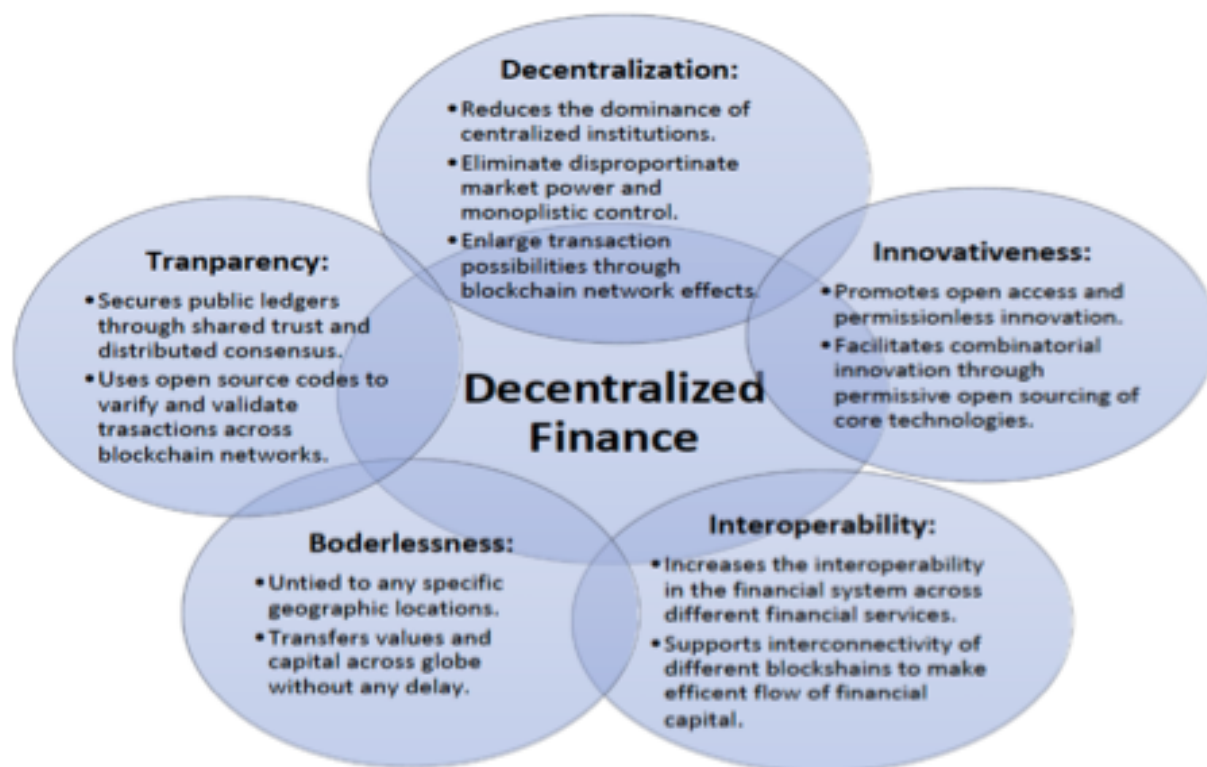 Decentralization:
•Reduces the dominance of
centralized institutions.
•Eliminate disproportinate
market power and
monoplistic control.
•Enlarge transaction
possibilities through
blockchain network effects.
Tranparency:
•Secures public ledgers
through shared trust and
distributed consensus.
•Uses open source codes to
varify and validate
trasactions across
blockchain networks.
Innovativeness:
•Promotes open access and
permissionless innovation.
•Facilitates combinatorial
innovation through
permissive open sourcing of
core technologies.
Decentralized
Finance
Boderlessness:
•Untied to any specific
geographic locations.
•Transfers values and
capital across globe
without any delay.
Interoperability:
•Increases the interoperability
in the financial system across
different financial services.
•Supports interconnectivity of
different blockshains to make
efficent flow of financial
capital.